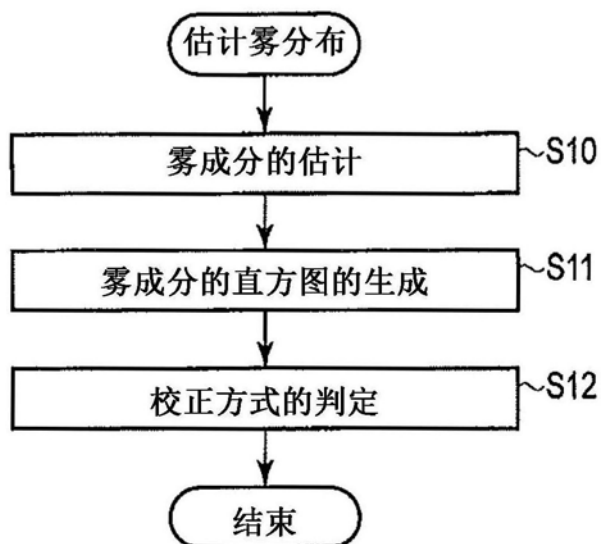 估计雾分布
雾成分的估计
S10
雾成分的直方图的生成
S11
校正方式的判定
S12
结束